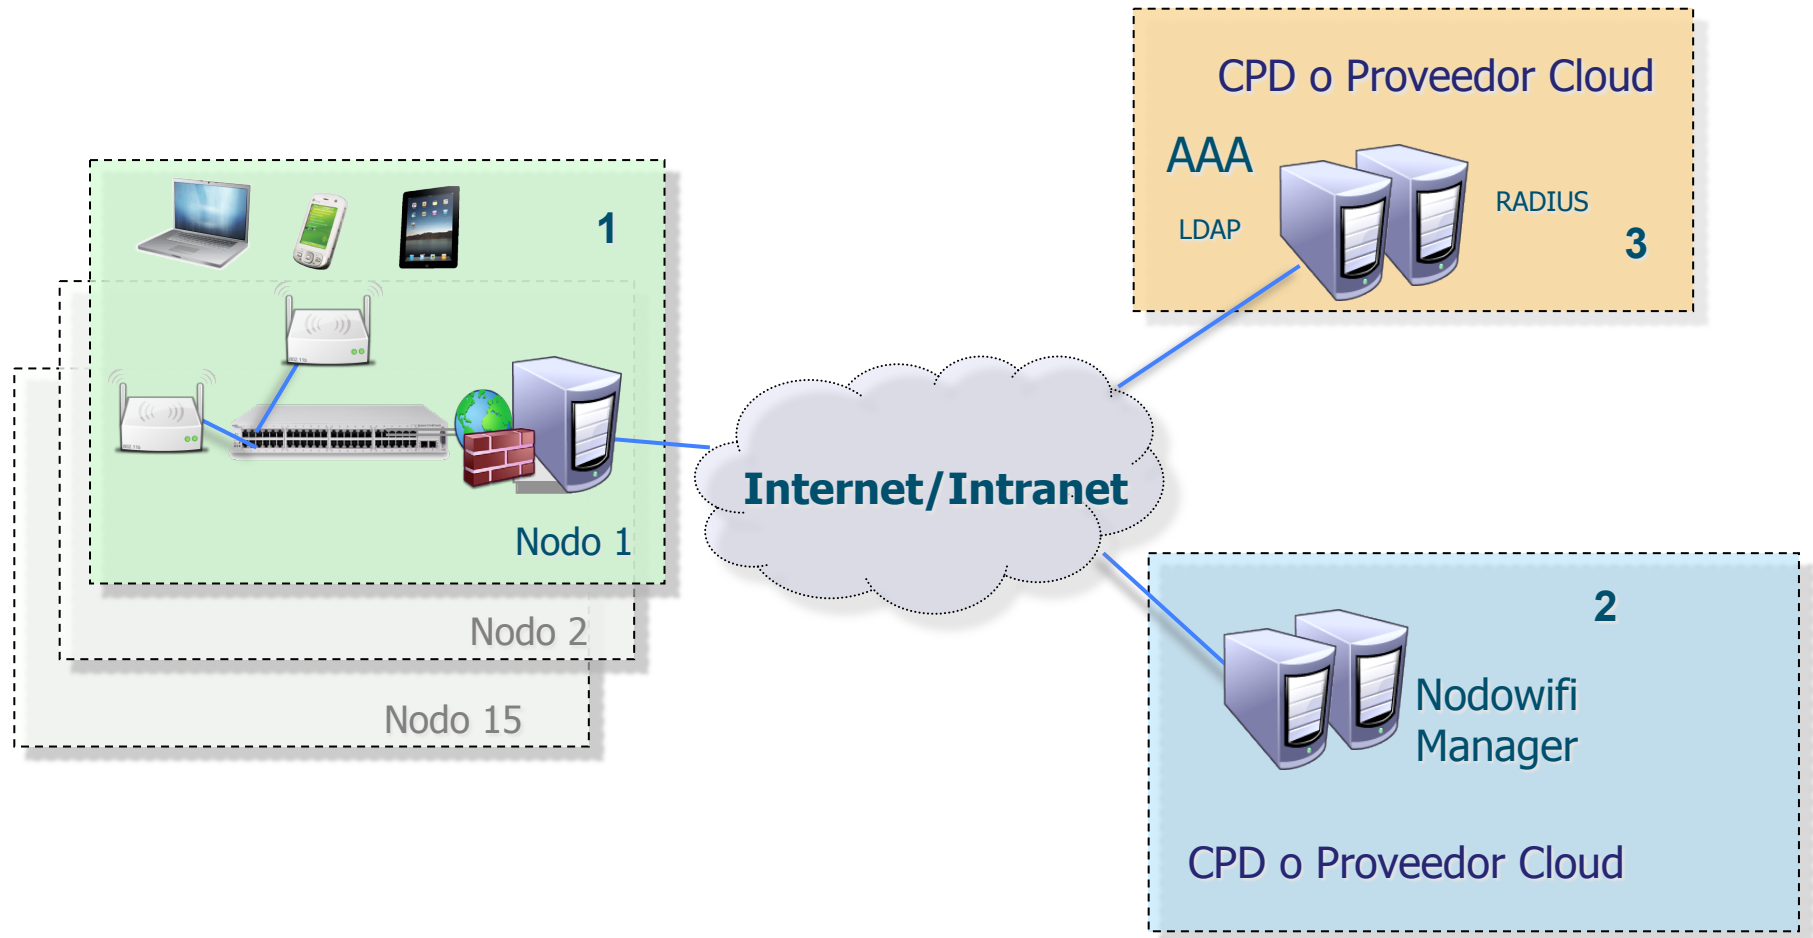 1
Nodo 1
Nodo 2
Nodo 15
Internet/Intranet
CPD o Proveedor Cloud
AAA
LDAP
RADIUS
3
2
Nodowifi
Manager
CPD o Proveedor Cloud